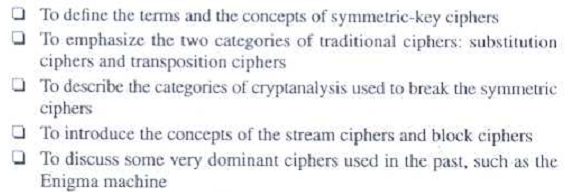 ❑ To define the terms and the concepts of symmetric-key ciphers
❑ To emphasize the two categories of traditional ciphers: substitution
ciphers and transposition ciphers
❑ To describe the categories of cryptanalysis used to break the symmetric
ciphers
❑ To introduce the concepts of the stream ciphers and block ciphers
❑ To discuss some very dominant ciphers used in the past, such as the
Enigma machine